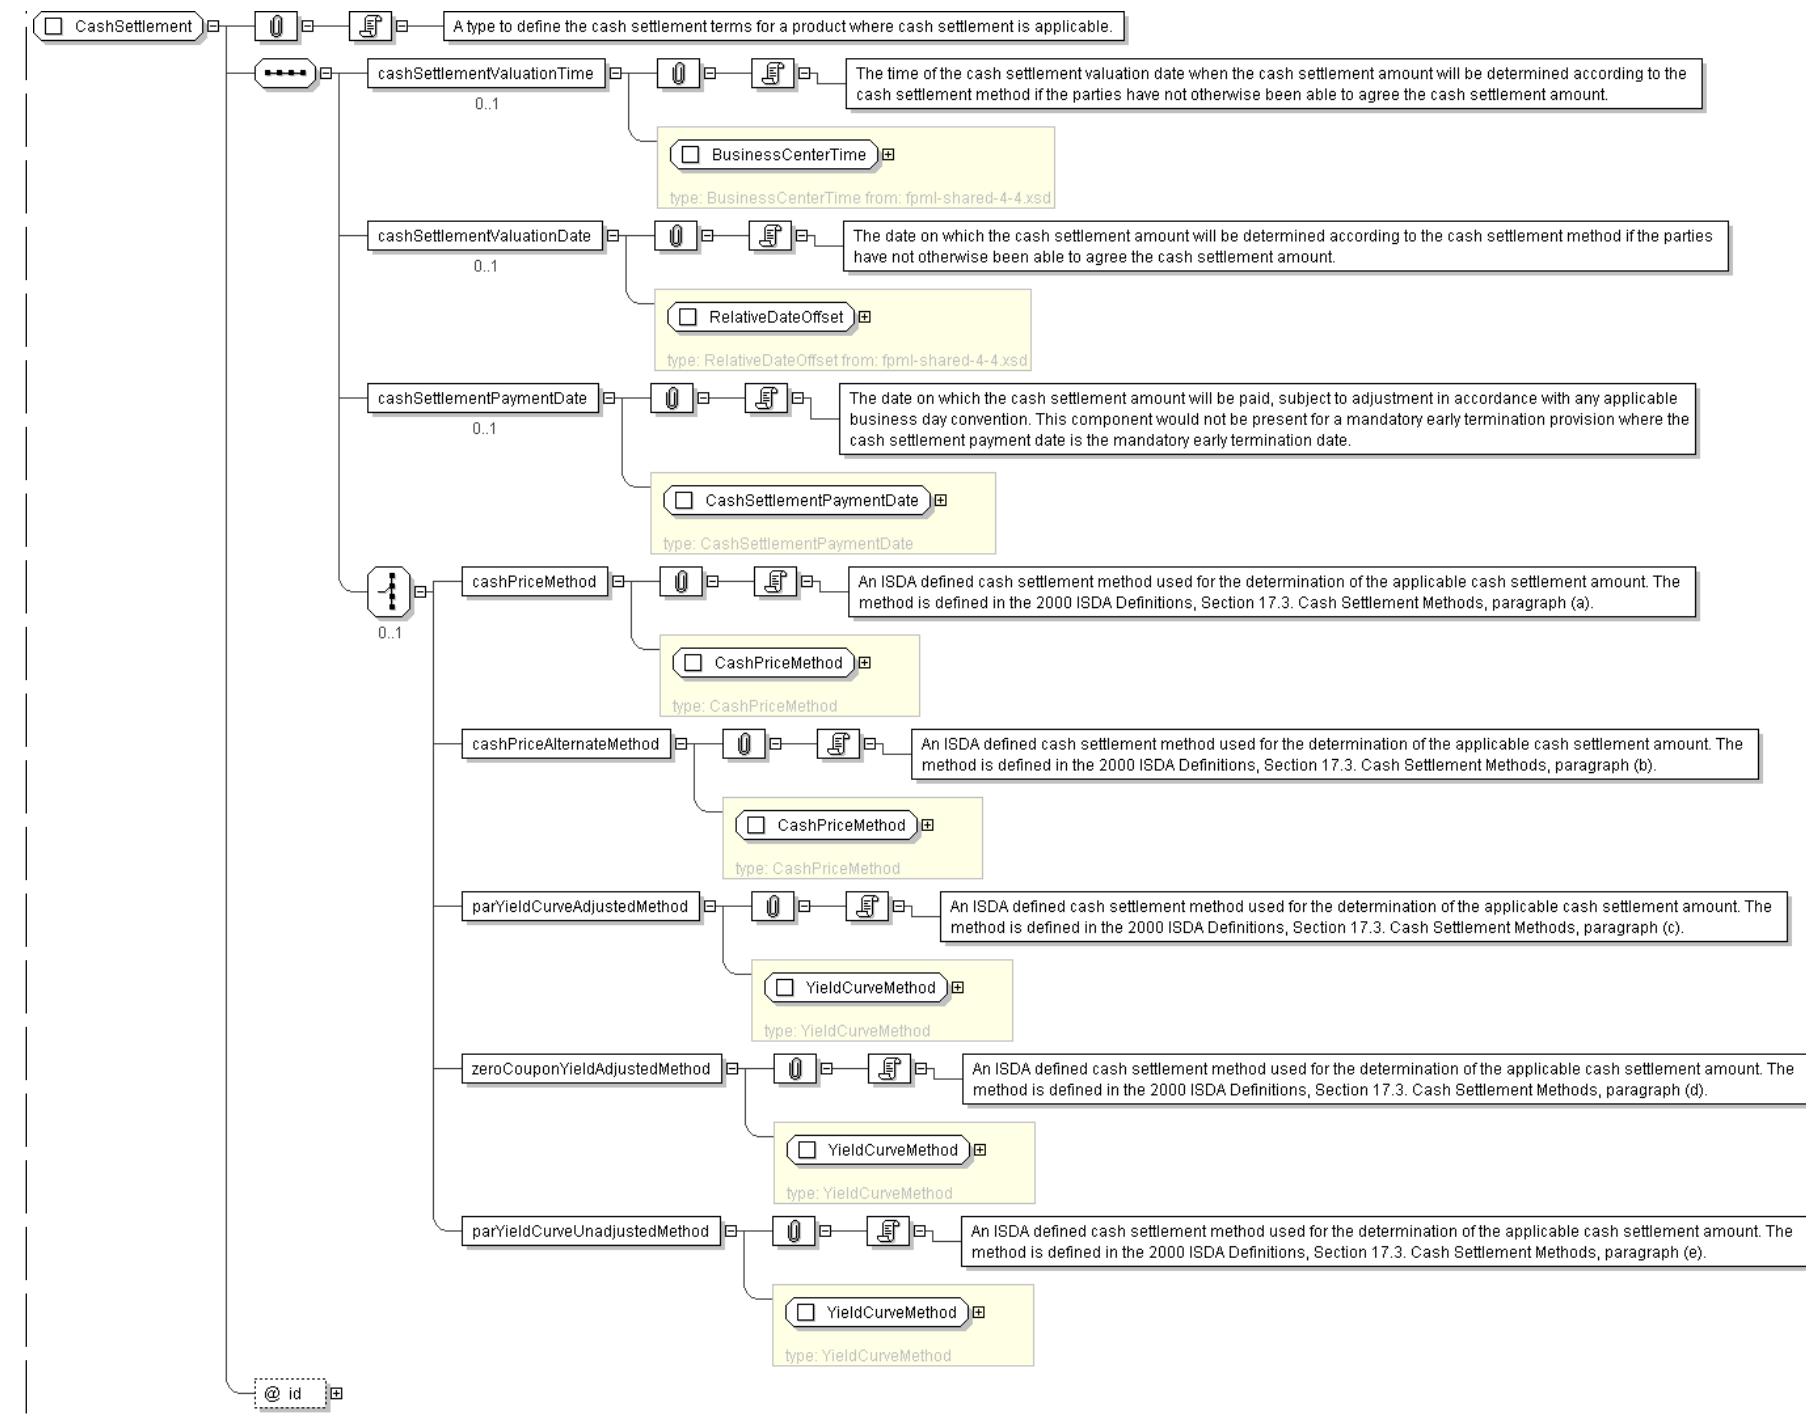 CashSettlement
A type to define the cash settlement terms for a product where cash settlement is applicable.
cashSettlementValuationTime
0..1
The time of the cash settlement valuation date when the cash settlement amount will be determined according to the
cash settlement method if the parties have not otherwise been able to agree the cash settlement amount.
BusinessCenterTime
type: BusinessCenterTime from: fpml-shared-4-4.xsd
cashSettlementValuationDate
0..1
The date on which the cash settlement amount will be determined according to the cash settlement method if the parties
have not otherwise been able to agree the cash settlement amount.
RelativeDateOffset
type: RelativeDateOffset from: fpml-shared-4-4.xsd
cashSettlementPaymentDate
0..1
The date on which the cash settlement amount will be paid, subject to adjustment in accordance with any applicable
business day convention. This component would not be present for a mandatory early termination provision where the
cash settlement payment date is the mandatory early termination date.
CashSettlementPaymentDate
type: CashSettlementPaymentDate
0..1
cashPriceMethod
An ISDA defined cash settlement method used for the determination of the applicable cash settlement amount. The
method is defined in the 2000 ISDA Definitions, Section 17.3. Cash Settlement Methods, paragraph (a).
CashPriceMethod
type: CashPriceMethod
cashPriceAlternateMethod
An ISDA defined cash settlement method used for the determination of the applicable cash settlement amount. The
method is defined in the 2000 ISDA Definitions, Section 17.3. Cash Settlement Methods, paragraph (b).
CashPriceMethod
type: CashPriceMethod
parYieldCurveAdjustedMethod
An ISDA defined cash settlement method used for the determination of the applicable cash settlement amount. The
method is defined in the 2000 ISDA Definitions, Section 17.3. Cash Settlement Methods, paragraph (c).
YieldCurveMethod
type: YieldCurveMethod
zeroCouponYieldAdjustedMethod
An ISDA defined cash settlement method used for the determination of the applicable cash settlement amount. The
method is defined in the 2000 ISDA Definitions, Section 17.3. Cash Settlement Methods, paragraph (d).
YieldCurveMethod
type: YieldCurveMethod
parYieldCurveUnadjustedMethod
An ISDA defined cash settlement method used for the determination of the applicable cash settlement amount. The
method is defined in the 2000 ISDA Definitions, Section 17.3. Cash Settlement Methods, paragraph (e).
YieldCurveMethod
type: YieldCurveMethod
@ id